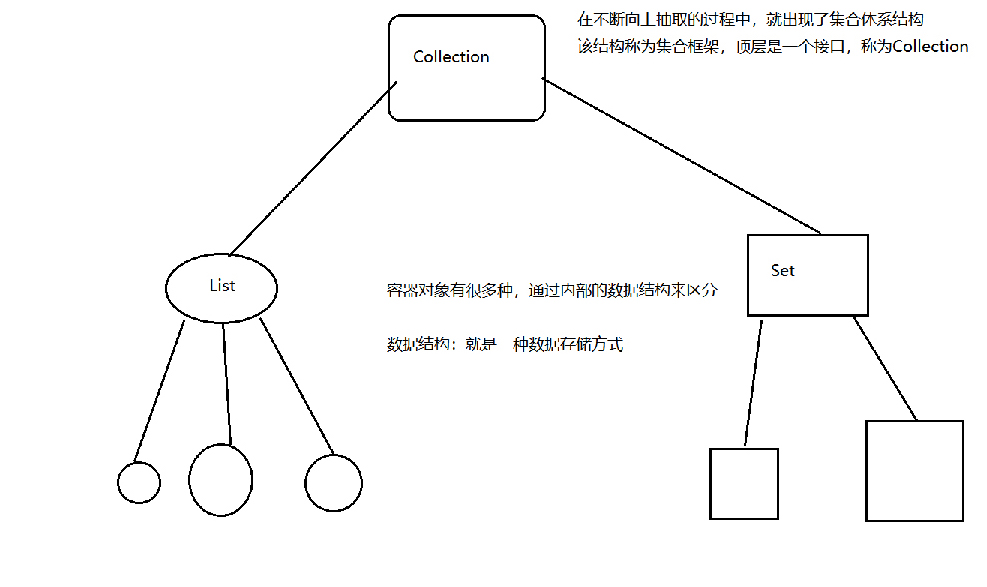 在不断向上抽取的过程中，就出现了集合体系结构
该结构称为集合框架，顶层是一个接口，称为Collection
Collection
List
Set
容器对象有很多种，通过内部的数据结构来区分
数据结构：就是一种数据存储方式